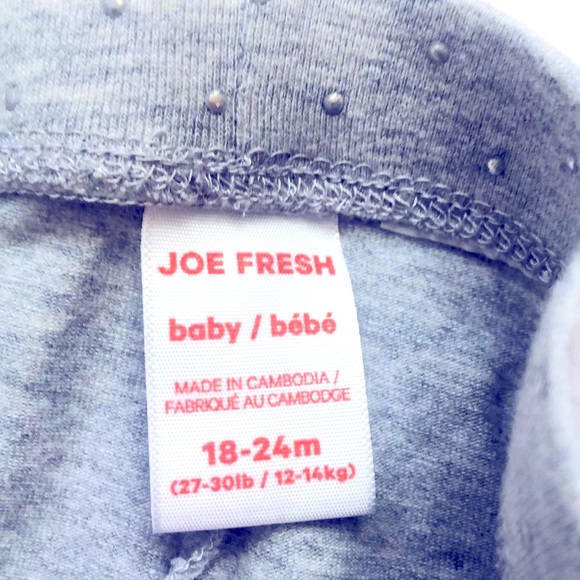 JOE FRESH
baby / bébé
MADE IN CAMBODIA /
FABRIQUÉ AU CAMBODGE
18-24m
(27-30lb / 12-14kg)